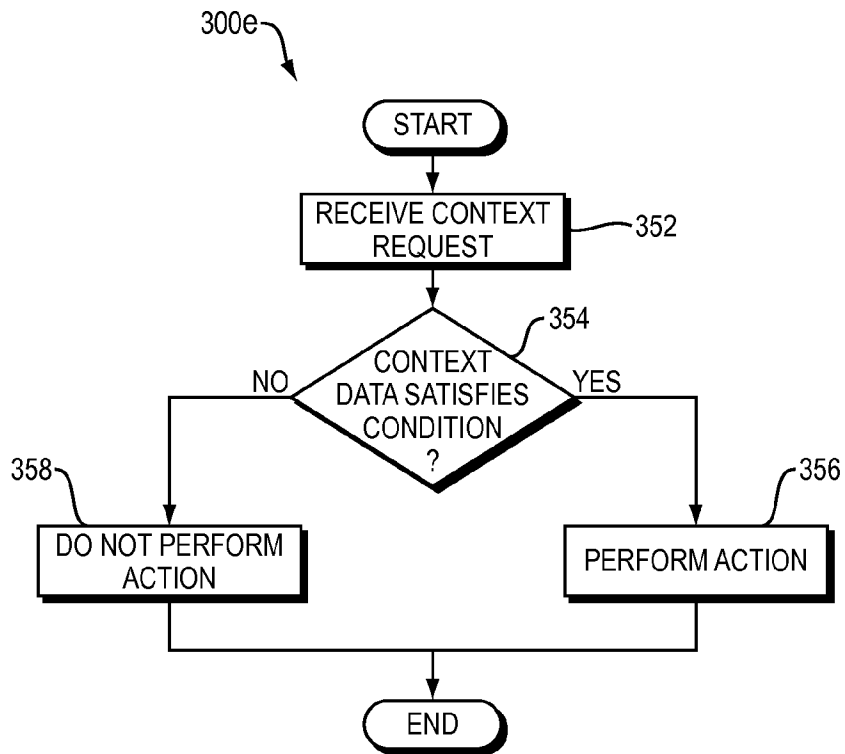 300e
START
RECEIVE CONTEXT
REQUEST
352
354
CONTEXT
DATA SATISFIES
CONDITION
?
NO
YES
358
356
DO NOT PERFORM
ACTION
PERFORM ACTION
END